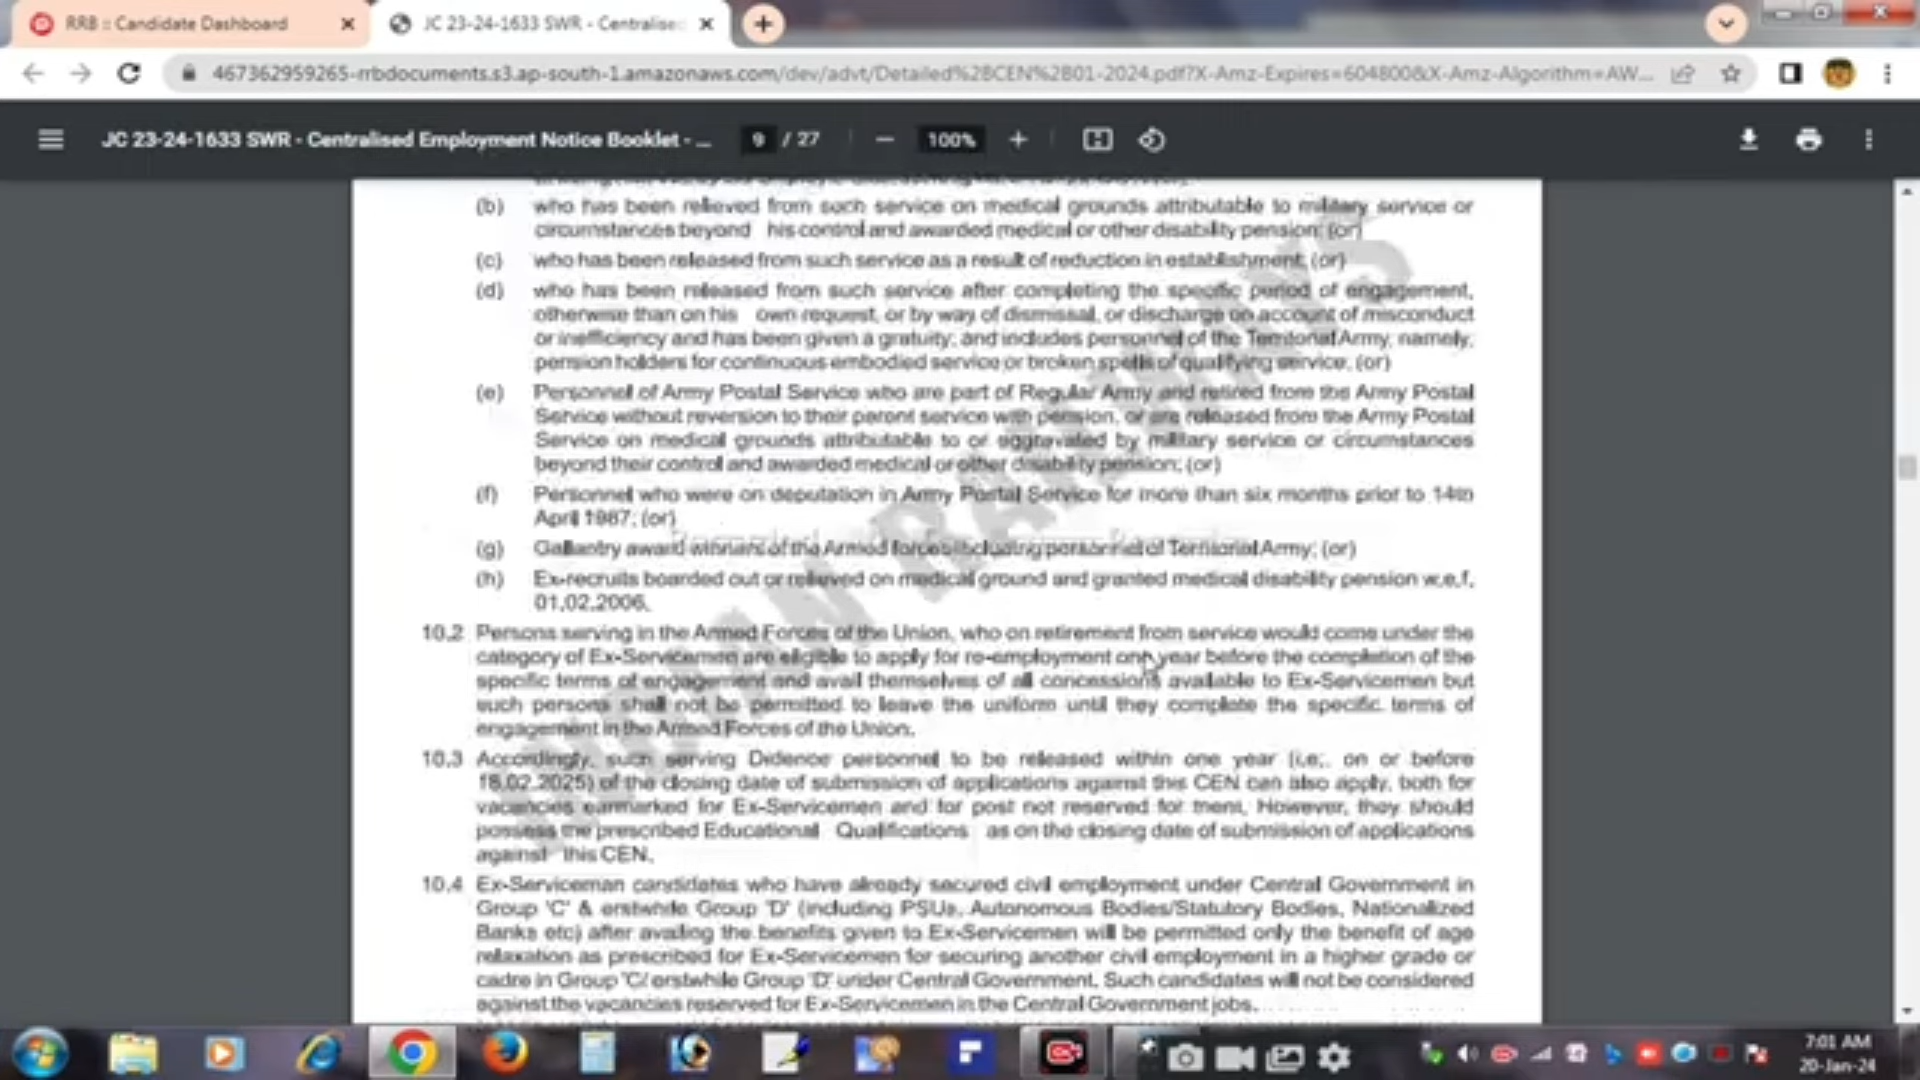 RRB :: Candidate Dashboard
JC 23-24-1633 SWR - Centralised
467362959265-rrbdocuments.s3.ap-south-1.amazonaws.com/dev/advt/Detailed%2BCEN%2B01-2024.pdf?X-Amz-Expires=604800&X-Amz-Algorithm=AW...
JC 23-24-1633 SWR - Centralised Employment Notice Booklet - ...
9 / 27
100%
(b) who has been relieved from such service on medical grounds attributable to military service or
circumstances beyond his control and awarded medical or other disability pension; (or)
(c) who has been released from such service as a result of reduction in establishment; (or)
(d) who has been released from such service after completing the specific period of engagement,
otherwise than on his own request, or by way of dismissal, or discharge on account of misconduct
or inefficiency and has been given a gratuity; and includes personnel of the Territorial Army, namely,
pension holders for continuous embodied service or broken spells of qualifying service; (or)
(e) Personnel of Army Postal Service who are part of Regular Army and retired from the Army Postal
Service without reversion to their parent service with pension, or are released from the Army Postal
Service on medical grounds attributable to or aggravated by military service or circumstances
beyond their control and awarded medical or other disability pension; (or)
(f) Personnel who were on deputation in Army Postal Service for more than six months prior to 14th
April 1987; (or)
(g) Gallantry award winners of the Armed forces including personnel of Territorial Army; (or)
(h) Ex-recruits boarded out or relieved on medical ground and granted medical disability pension w.e.f.
01.02.2006.
10.2 Persons serving in the Armed Forces of the Union, who on retirement from service would come under the
category of Ex-Servicemen are eligible to apply for re-employment one year before the completion of the
specific terms of engagement and avail themselves of all concessions available to Ex-Servicemen but
such persons shall not be permitted to leave the uniform until they complete the specific terms of
engagement in the Armed Forces of the Union.
10.3 Accordingly, such serving Defence personnel to be released within one year (i.e;. on or before
18.02.2025) of the closing date of submission of applications against this CEN can also apply, both for
vacancies earmarked for Ex-Servicemen and for post not reserved for them. However, they should
possess the prescribed Educational Qualifications as on the closing date of submission of applications
against this CEN.
10.4 Ex-Serviceman candidates who have already secured civil employment under Central Government in
Group 'C' & erstwhile Group 'D' (including PSUs, Autonomous Bodies/Statutory Bodies, Nationalized
Banks etc) after availing the benefits given to Ex-Servicemen will be permitted only the benefit of age
relaxation as prescribed for Ex-Servicemen for securing another civil employment in a higher grade or
cadre in Group 'C'/ erstwhile Group 'D' under Central Government. Such candidates will not be considered
against the vacancies reserved for Ex-Servicemen in the Central Government jobs.
INDIAN RAILWAYS
7:01 AM
20-Jan-24